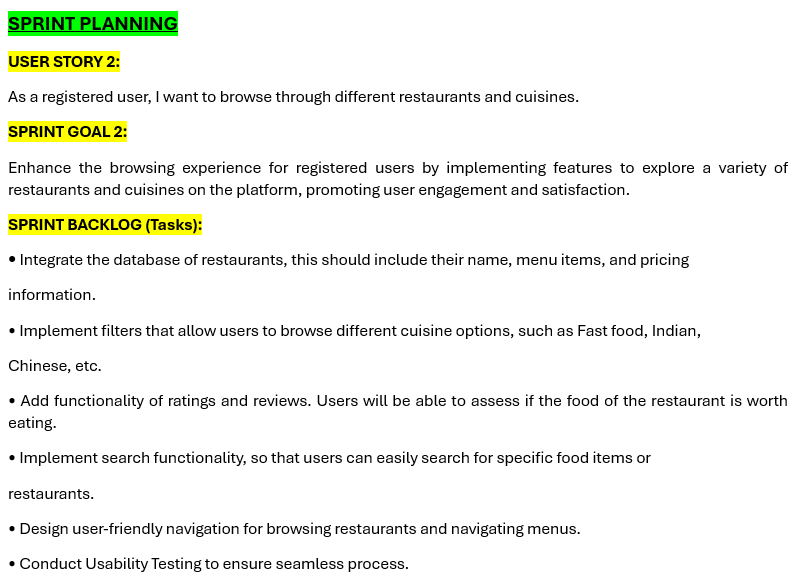 SPRINT PLANNING
USER STORY 2:
As a registered user, I want to browse through different restaurants and cuisines.
SPRINT GOAL 2:
Enhance the browsing experience for registered users by implementing features to explore a variety of
restaurants and cuisines on the platform, promoting user engagement and satisfaction.
SPRINT BACKLOG (Tasks):
• Integrate the database of restaurants, this should include their name, menu items, and pricing
information.
• Implement filters that allow users to browse different cuisine options, such as Fast food, Indian,
Chinese, etc.
• Add functionality of ratings and reviews. Users will be able to assess if the food of the restaurant is worth
eating.
• Implement search functionality, so that users can easily search for specific food items or
restaurants.
• Design user-friendly navigation for browsing restaurants and navigating menus.
• Conduct Usability Testing to ensure seamless process.